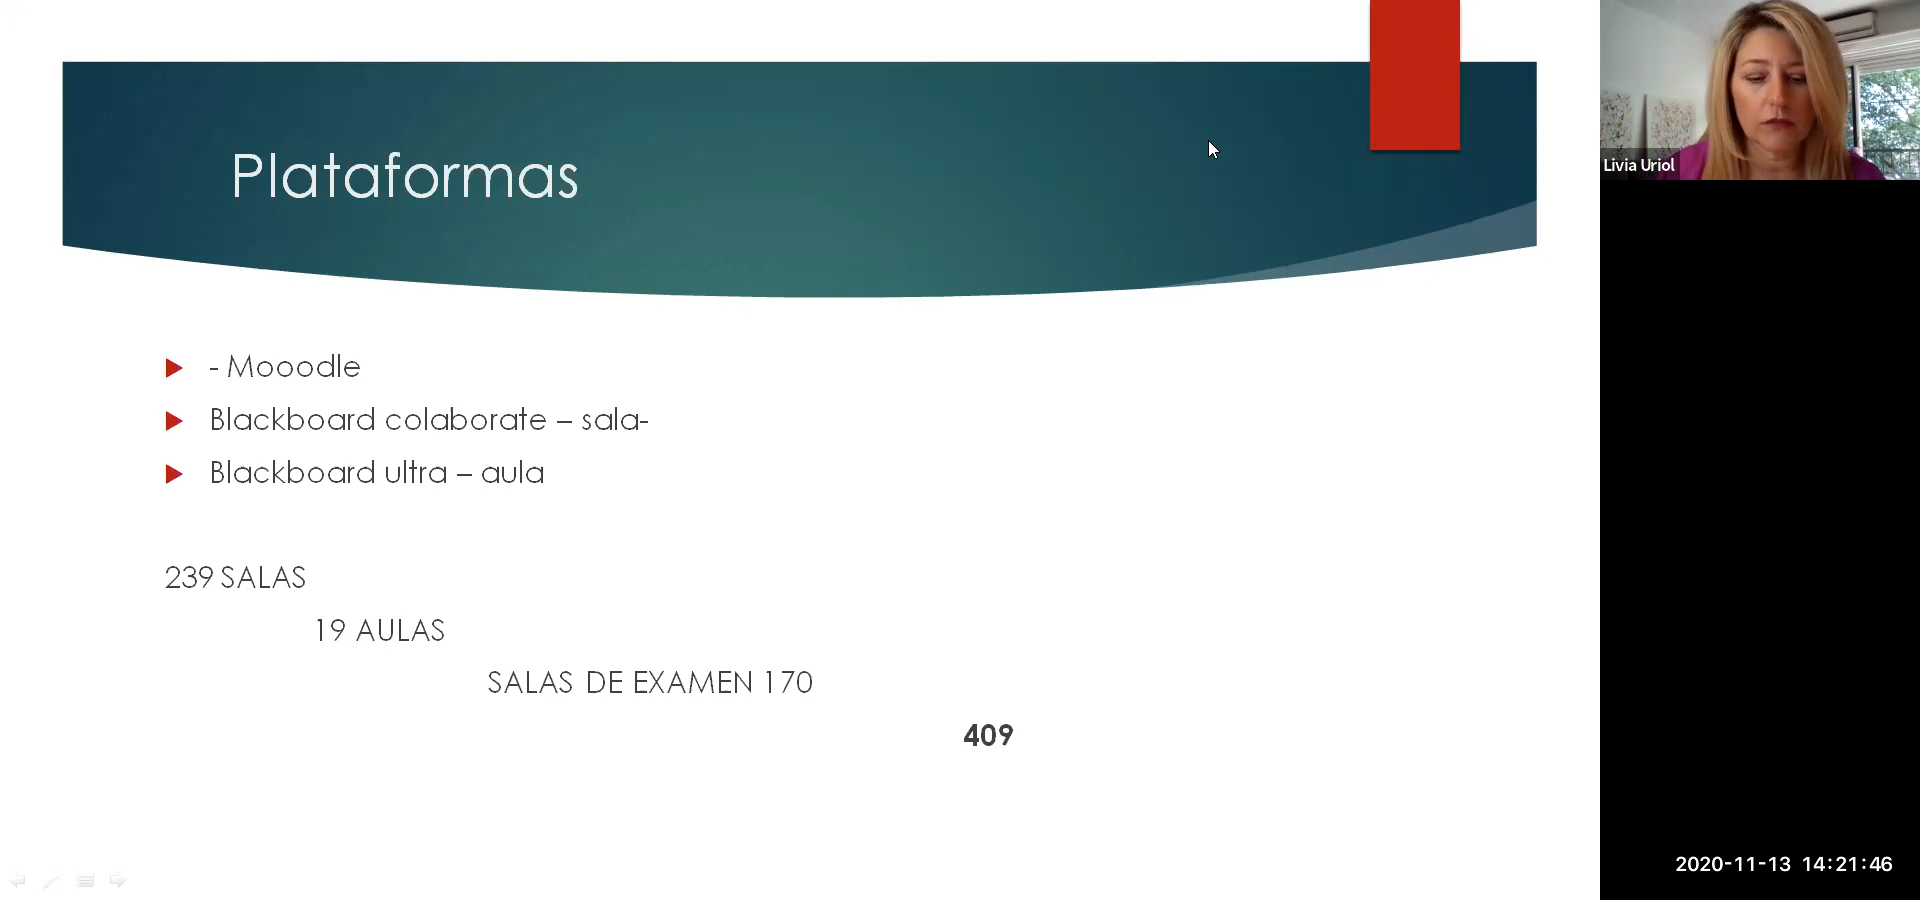 Plataformas
- Mooodle
Blackboard colaborate – sala-
Blackboard ultra – aula
239 SALAS
19 AULAS
SALAS DE EXAMEN 170
409
Livia Uriol
2020-11-13 14:21:46